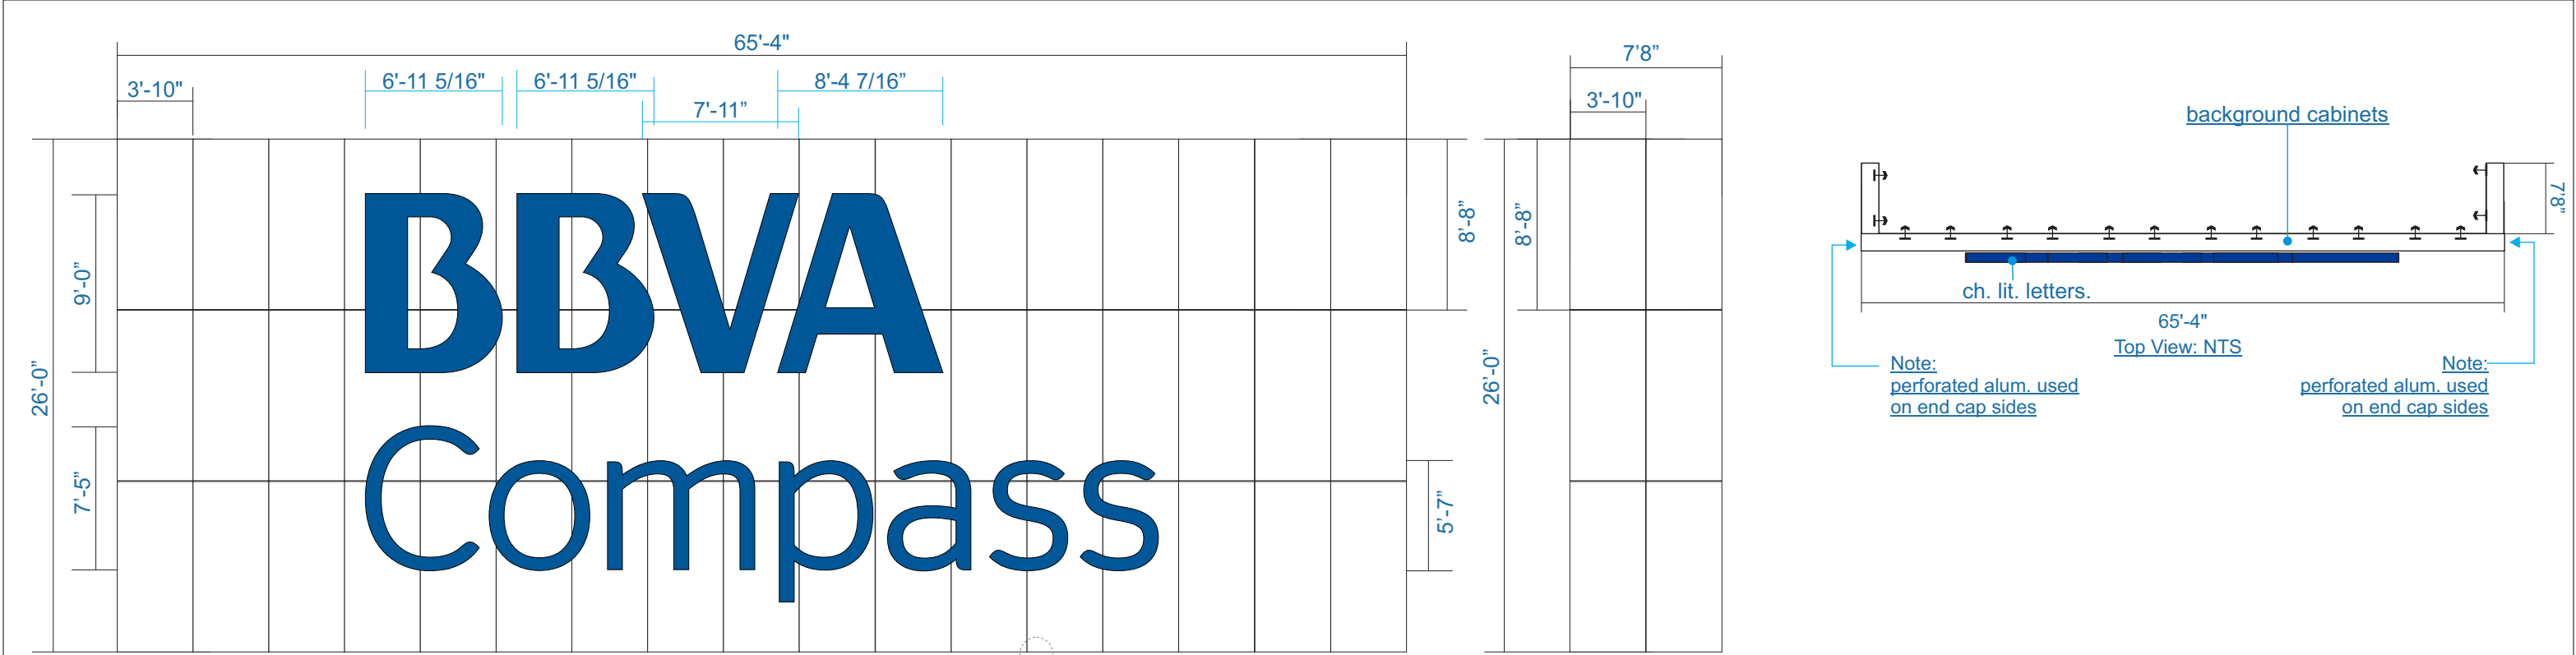 65'-4"
7’8”
6'-11 5/16"
6'-11 5/16"
8'-4 7/16”
3'-10"
7'-11”
3'-10"
background cabinets
BBVA
Compass
9’-0”
26’-0”
7’-5”
8’-8”
5’-7”
8’-8”
26’-0”
7’8”
ch. lit. letters.
65'-4"
Top View: NTS
Note:
perforated alum. used
on end cap sides
Note:
perforated alum. used
on end cap sides